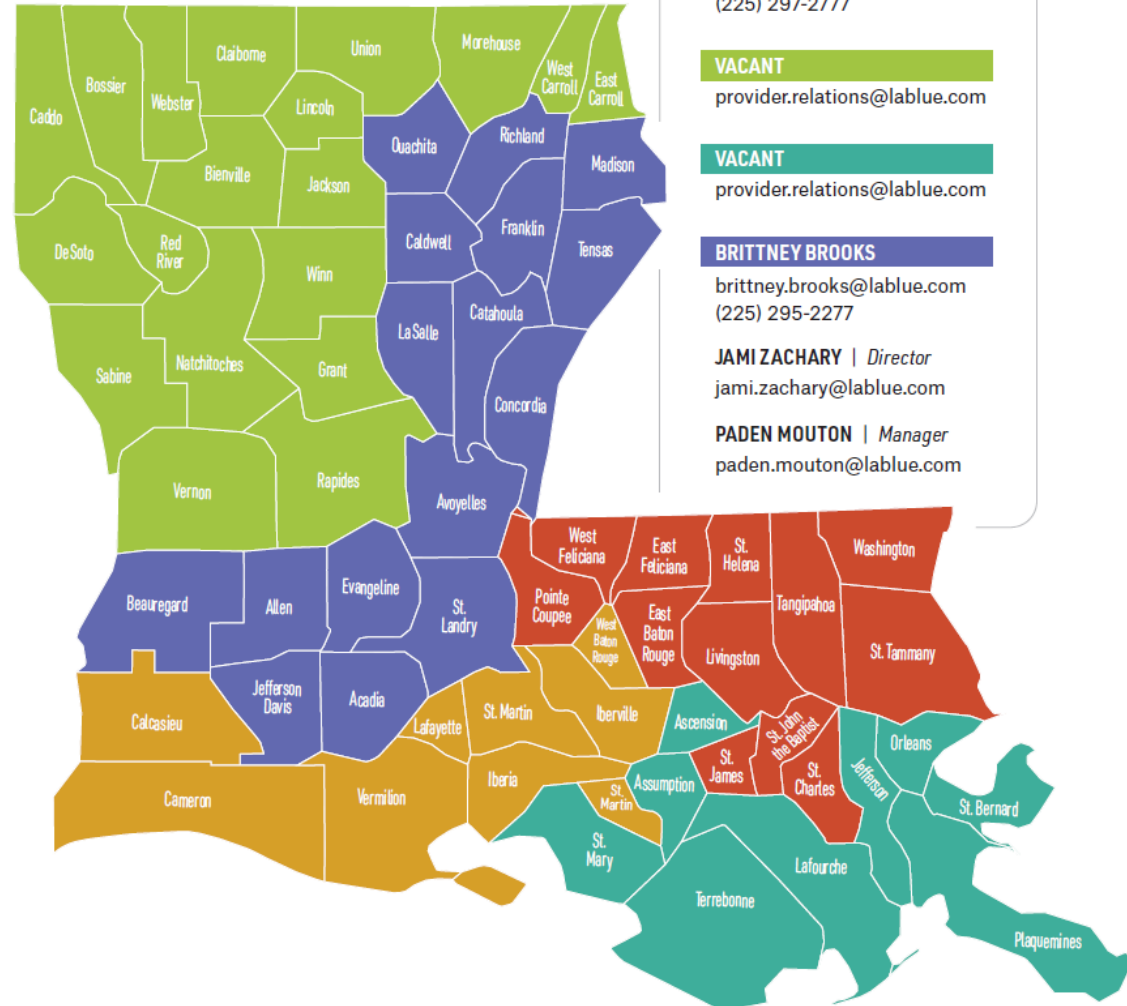 (225) 297-2777
VACANT
provider.relations@lablue.com
VACANT
provider.relations@lablue.com
BRITTNEY BROOKS
brittney.brooks@lablue.com
(225) 295-2277
JAMI ZACHARY | Director
jami.zachary@lablue.com
PADEN MOUTON | Manager
paden.mouton@lablue.com
Caddo
Bossier
Webster
Claiborne
Union
Morehouse
West
Carroll
East
Carroll
Lincoln
Ouachita
Richland
Madison
Bienville
Jackson
Caldwell
Franklin
Tensas
DeSoto
Red
River
Winn
Natchitoches
Sabine
Grant
La Salle
Catahoula
Concordia
Vernon
Rapides
Avoyelles
Beauregard
Allen
Evangeline
St.
Landry
Jefferson
Davis
Acadia
Calcasieu
Cameron
Lafayette
Vermilion
St. Martin
Iberia
Iberville
West
Feliciana
East
Feliciana
St.
Helena
Washington
Pointe
Coupee
West
Baton
Rouge
East
Baton
Rouge
Tangipahoa
Livingston
St. Tammany
Ascension
St. John
the Baptist
St.
James
St.
Charles
Jefferson
Orleans
St. Bernard
Assumption
St.
Martin
St.
Mary
Lafourche
Terrebonne
Plaquemines